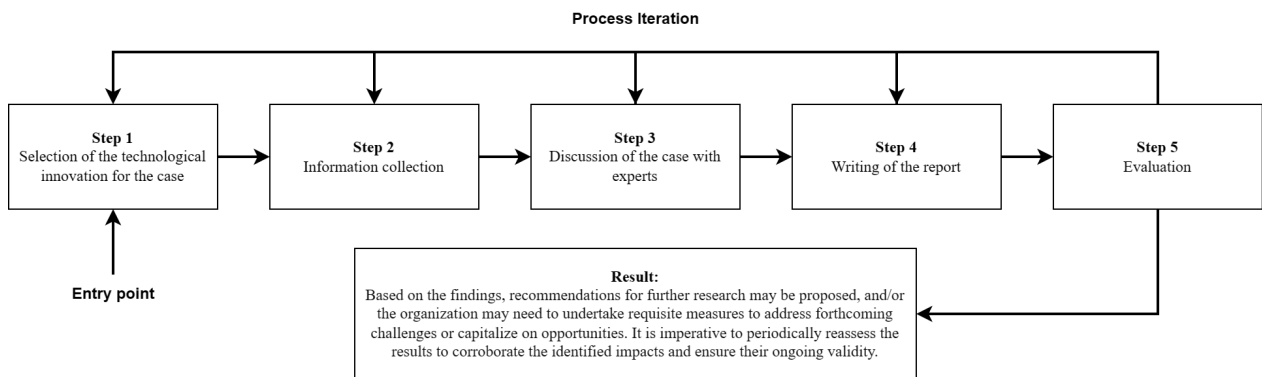 Process Iteration
Step 1
Selection of the technological
innovation for the case
Step 2
Information collection
Step 3
Discussion of the case with
experts
Step 4
Writing of the report
Step 5
Evaluation
Entry point
Result:
Based on the findings, recommendations for further research may be proposed, and/or
the organization may need to undertake requisite measures to address forthcoming
challenges or capitalize on opportunities. It is imperative to periodically reassess the
results to corroborate the identified impacts and ensure their ongoing validity.